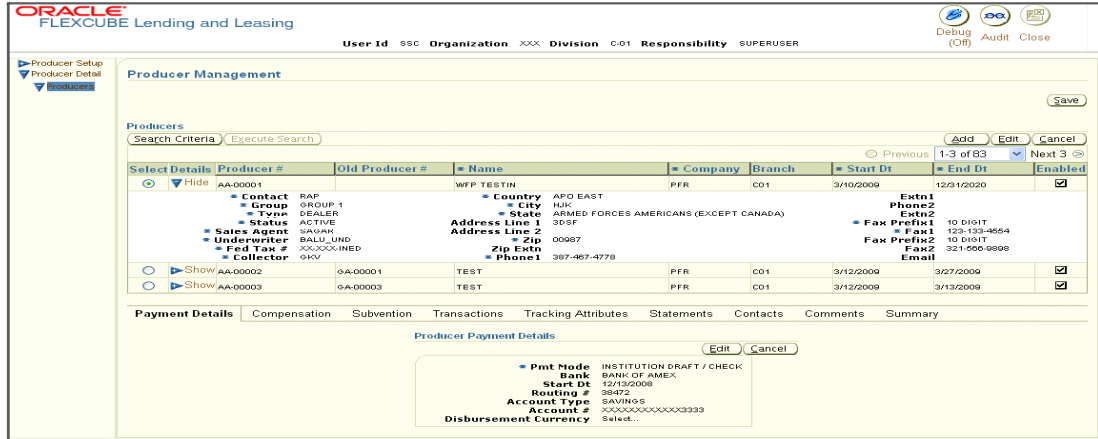 ORACLE
FLEXCUBE Lending and Leasing
Debug (Off) Audit Close
User Id SSC Organization XXX Division C-01 Responsibility SUPERUSER
Producer Setup
Producer Detail
Producers
Producer Management
Save
Producers
Search Criteria Execute Search Add Edit Cancel
Previous 1-3 of 83 Next 3
Select Details Producer # Old Producer # * Name * Company Branch * Start Dt * End Dt Enabled
Hide AA-00001 WFP TESTIN PFR C01 3/10/2009 12/31/2020
* Contact RAP * Country APO EAST Extn1
* Group GROUP 1 * City HJK Phone2
* Type DEALER * State ARMED FORCES AMERICANS (EXCEPT CANADA) Extn2
* Status ACTIVE Address Line 1 3DSF * Fax Prefix1 10 DIGIT
* Sales Agent SAGAR Address Line 2 * Fax1 123-133-4554
* Underwriter BALU_UND * Zip 00987 Fax Prefix2 10 DIGIT
* Fed Tax # XX-XXX-INED Zip Extn Fax2 321-566-9898
* Collector GKV * Phone1 387-467-4778 Email
Show AA-00002 GA-00001 TEST PFR C01 3/12/2009 3/27/2009
Show AA-00003 GA-00003 TEST PFR C01 3/12/2009 3/13/2009
Payment Details Compensation Subvention Transactions Tracking Attributes Statements Contacts Comments Summary
Producer Payment Details
Edit Cancel
* Pmt Mode INSTITUTION DRAFT / CHECK
Bank BANK OF AMEX
Start Dt 12/13/2008
Routing # 38472
Account Type SAVINGS
Account # XXXXXXXXXXXX3333
Disbursement Currency Select...